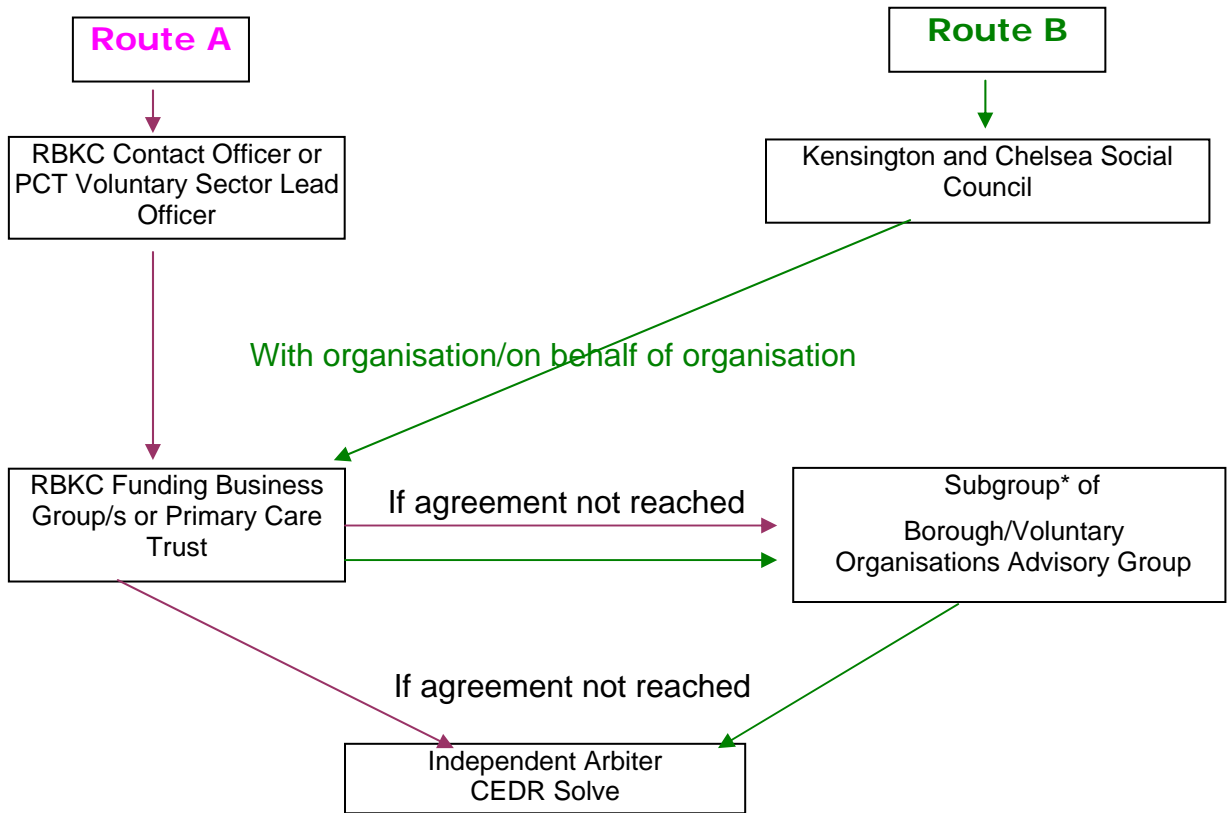 Route A
Route B
RBKC Contact Officer or
PCT Voluntary Sector Lead
Officer
Kensington and Chelsea Social
Council
With organisation/on behalf of organisation
RBKC Funding Business
Group/s or Primary Care
Trust
If agreement not reached
Subgroup* of
Borough/Voluntary
Organisations Advisory Group
If agreement not reached
Independent Arbiter
CEDR Solve